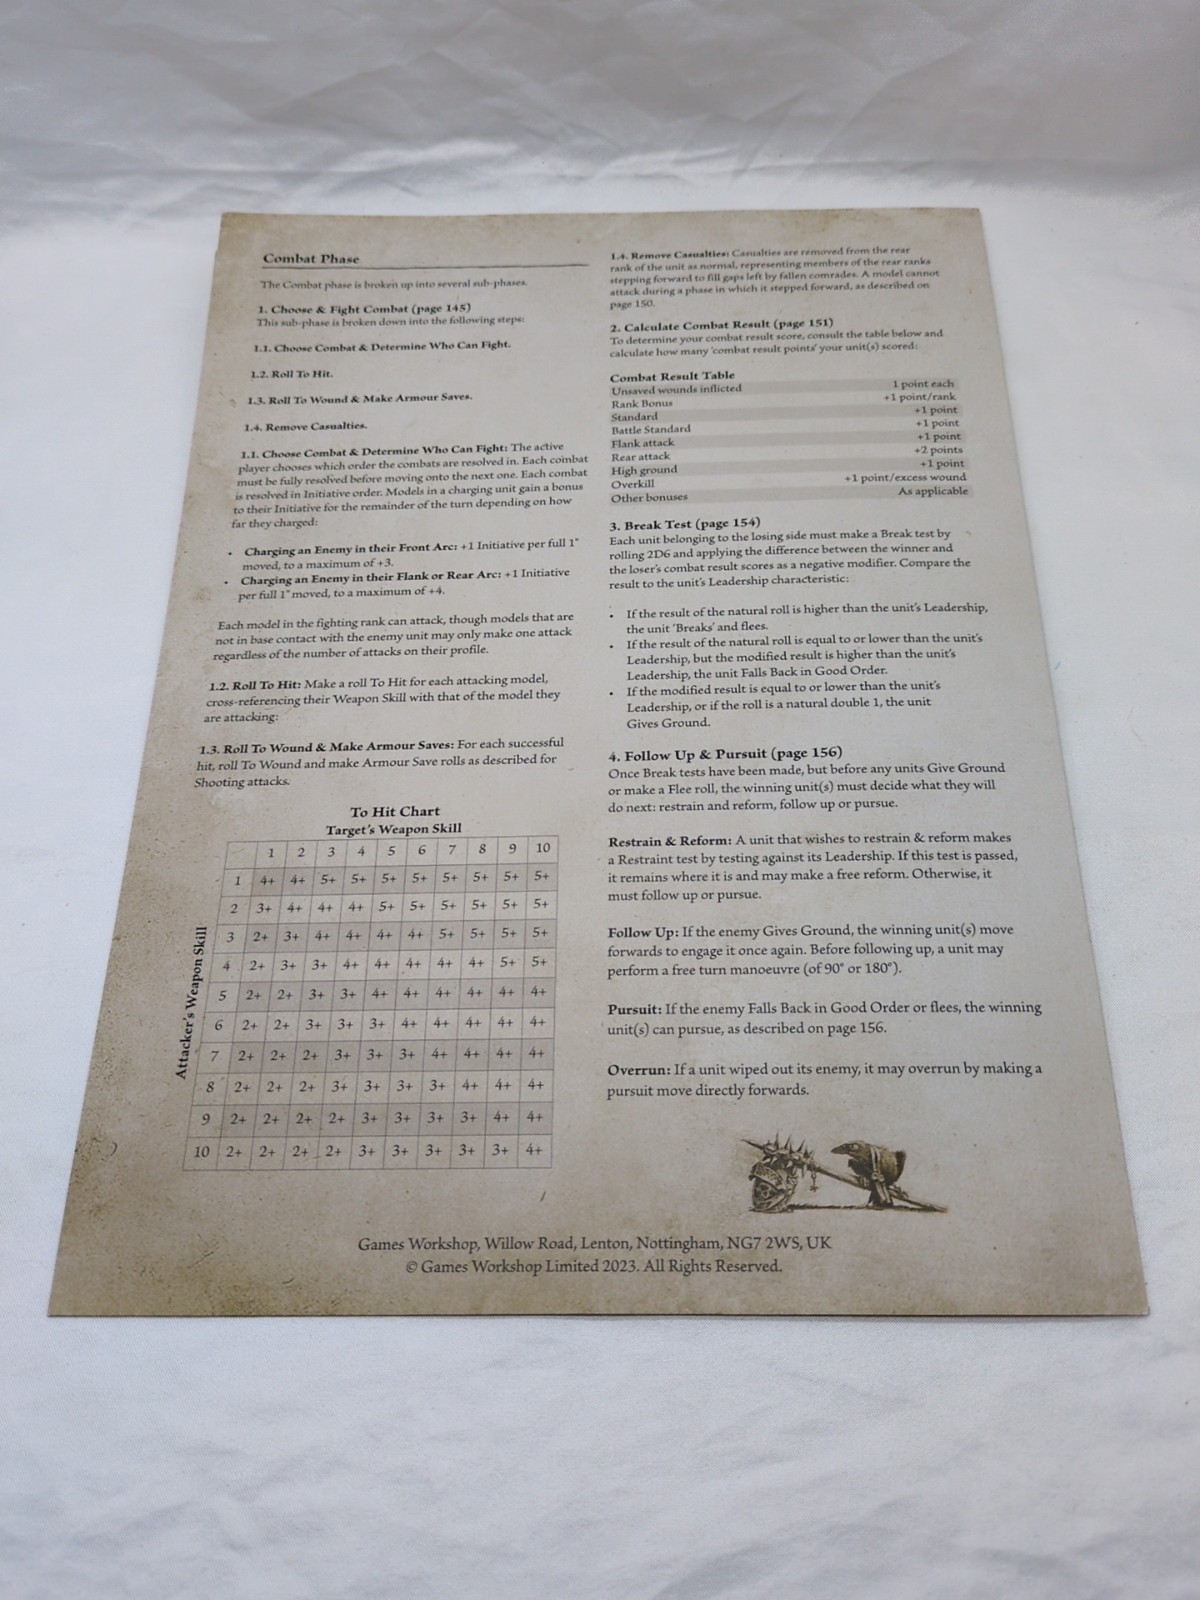 Combat Phase
The Combat phase is broken up into several sub-phases.
1. Choose & Fight Combat (page 145)
This sub-phase is broken down into the following steps:
1.1. Choose Combat & Determine Who Can Fight.
1.2. Roll To Hit.
1.3. Roll To Wound & Make Armour Saves.
1.4. Remove Casualties.
1.1. Choose Combat & Determine Who Can Fight: The active
player chooses which order the combats are resolved in. Each combat
must be fully resolved before moving onto the next one. Each combat
is resolved in Initiative order. Models in a charging unit gain a bonus
to their Initiative for the remainder of the turn depending on how
far they charged:
• Charging an Enemy in their Front Arc: +1 Initiative per full 1"
moved, to a maximum of +3.
• Charging an Enemy in their Flank or Rear Arc: +1 Initiative
per full 1" moved, to a maximum of +4.
Each model in the fighting rank can attack, though models that are
not in base contact with the enemy unit may only make one attack
regardless of the number of attacks on their profile.
1.2. Roll To Hit: Make a roll To Hit for each attacking model,
cross-referencing their Weapon Skill with that of the model they
are attacking:
1.3. Roll To Wound & Make Armour Saves: For each successful
hit, roll To Wound and make Armour Save rolls as described for
Shooting attacks.
To Hit Chart
Target's Weapon Skill
Attacker's Weapon Skill
1 2 3 4 5 6 7 8 9 10
1 4+ 4+ 5+ 5+ 5+ 5+ 5+ 5+ 5+ 5+
2 3+ 4+ 4+ 4+ 5+ 5+ 5+ 5+ 5+ 5+
3 2+ 3+ 4+ 4+ 4+ 4+ 5+ 5+ 5+ 5+
4 2+ 3+ 3+ 4+ 4+ 4+ 4+ 4+ 5+ 5+
5 2+ 2+ 3+ 3+ 4+ 4+ 4+ 4+ 4+ 4+
6 2+ 2+ 3+ 3+ 3+ 4+ 4+ 4+ 4+ 4+
7 2+ 2+ 2+ 3+ 3+ 3+ 4+ 4+ 4+ 4+
8 2+ 2+ 2+ 3+ 3+ 3+ 3+ 4+ 4+ 4+
9 2+ 2+ 2+ 2+ 3+ 3+ 3+ 3+ 4+ 4+
10 2+ 2+ 2+ 2+ 3+ 3+ 3+ 3+ 3+ 4+
1.4. Remove Casualties: Casualties are removed from the rear
rank of the unit as normal, representing members of the rear ranks
stepping forward to fill gaps left by fallen comrades. A model cannot
attack during a phase in which it stepped forward, as described on
page 150.
2. Calculate Combat Result (page 151)
To determine your combat result score, consult the table below and
calculate how many 'combat result points' your unit(s) scored:
Combat Result Table
Unsaved wounds inflicted 1 point each
Rank Bonus +1 point/rank
Standard +1 point
Battle Standard +1 point
Flank attack +1 point
Rear attack +2 points
High ground +1 point
Overkill +1 point/excess wound
Other bonuses As applicable
3. Break Test (page 154)
Each unit belonging to the losing side must make a Break test by
rolling 2D6 and applying the difference between the winner and
the loser's combat result scores as a negative modifier. Compare the
result to the unit's Leadership characteristic:
• If the result of the natural roll is higher than the unit's Leadership,
the unit 'Breaks' and flees.
• If the result of the natural roll is equal to or lower than the unit's
Leadership, but the modified result is higher than the unit's
Leadership, the unit Falls Back in Good Order.
• If the modified result is equal to or lower than the unit's
Leadership, or if the roll is a natural double 1, the unit
Gives Ground.
4. Follow Up & Pursuit (page 156)
Once Break tests have been made, but before any units Give Ground
or make a Flee roll, the winning unit(s) must decide what they will
do next: restrain and reform, follow up or pursue.
Restrain & Reform: A unit that wishes to restrain & reform makes
a Restraint test by testing against its Leadership. If this test is passed,
it remains where it is and may make a free reform. Otherwise, it
must follow up or pursue.
Follow Up: If the enemy Gives Ground, the winning unit(s) move
forwards to engage it once again. Before following up, a unit may
perform a free turn manoeuvre (of 90° or 180°).
Pursuit: If the enemy Falls Back in Good Order or flees, the winning
unit(s) can pursue, as described on page 156.
Overrun: If a unit wiped out its enemy, it may overrun by making a
pursuit move directly forwards.
Games Workshop, Willow Road, Lenton, Nottingham, NG7 2WS, UK
© Games Workshop Limited 2023. All Rights Reserved.